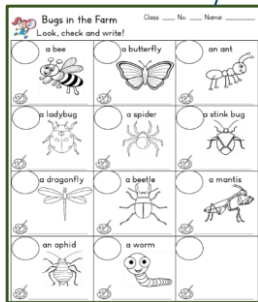 Bugs in the Farm
Class ___ No. ___ Name ______
Look, check and write!
a bee
a butterfly
an ant
a ladybug
a spider
a stink bug
a dragonfly
a beetle
a mantis
an aphid
a worm